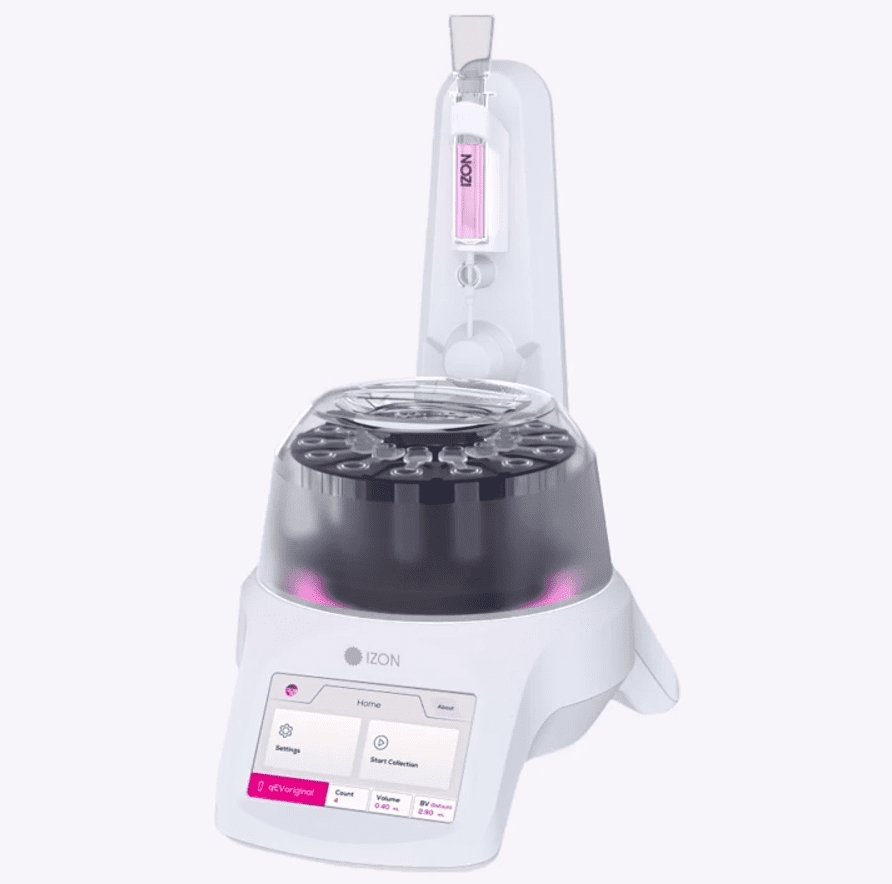 IZON
IZON
Home
About
Settings
Start Collection
qEVoriginal
Count
4
Volume
0.40 mL
BV (Default)
2.90 mL